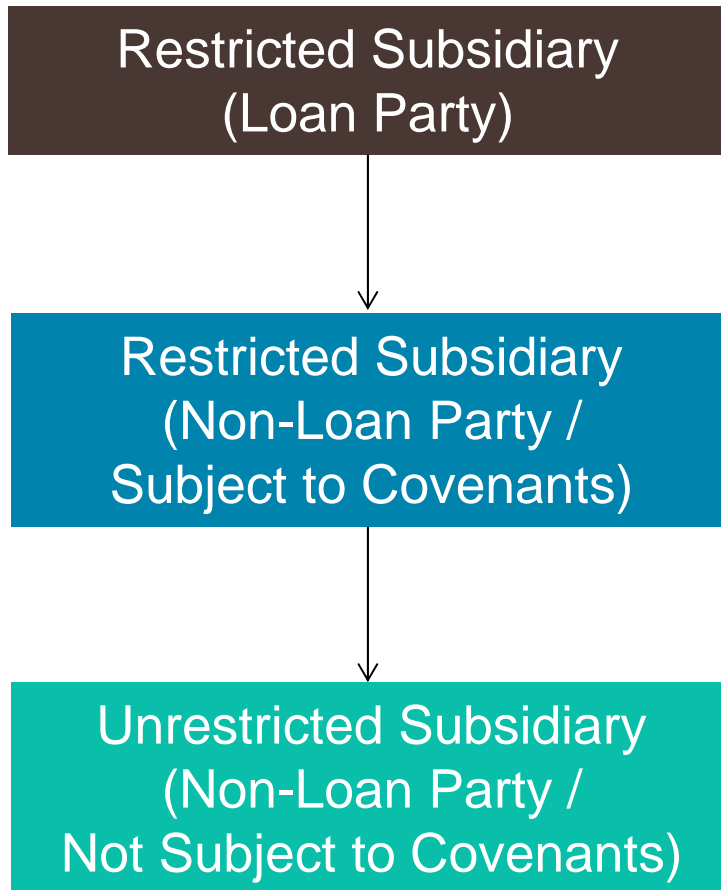 Restricted Subsidiary
(Loan Party)
Restricted Subsidiary
(Non-Loan Party /
Subject to Covenants)
Unrestricted Subsidiary
(Non-Loan Party /
Not Subject to Covenants)